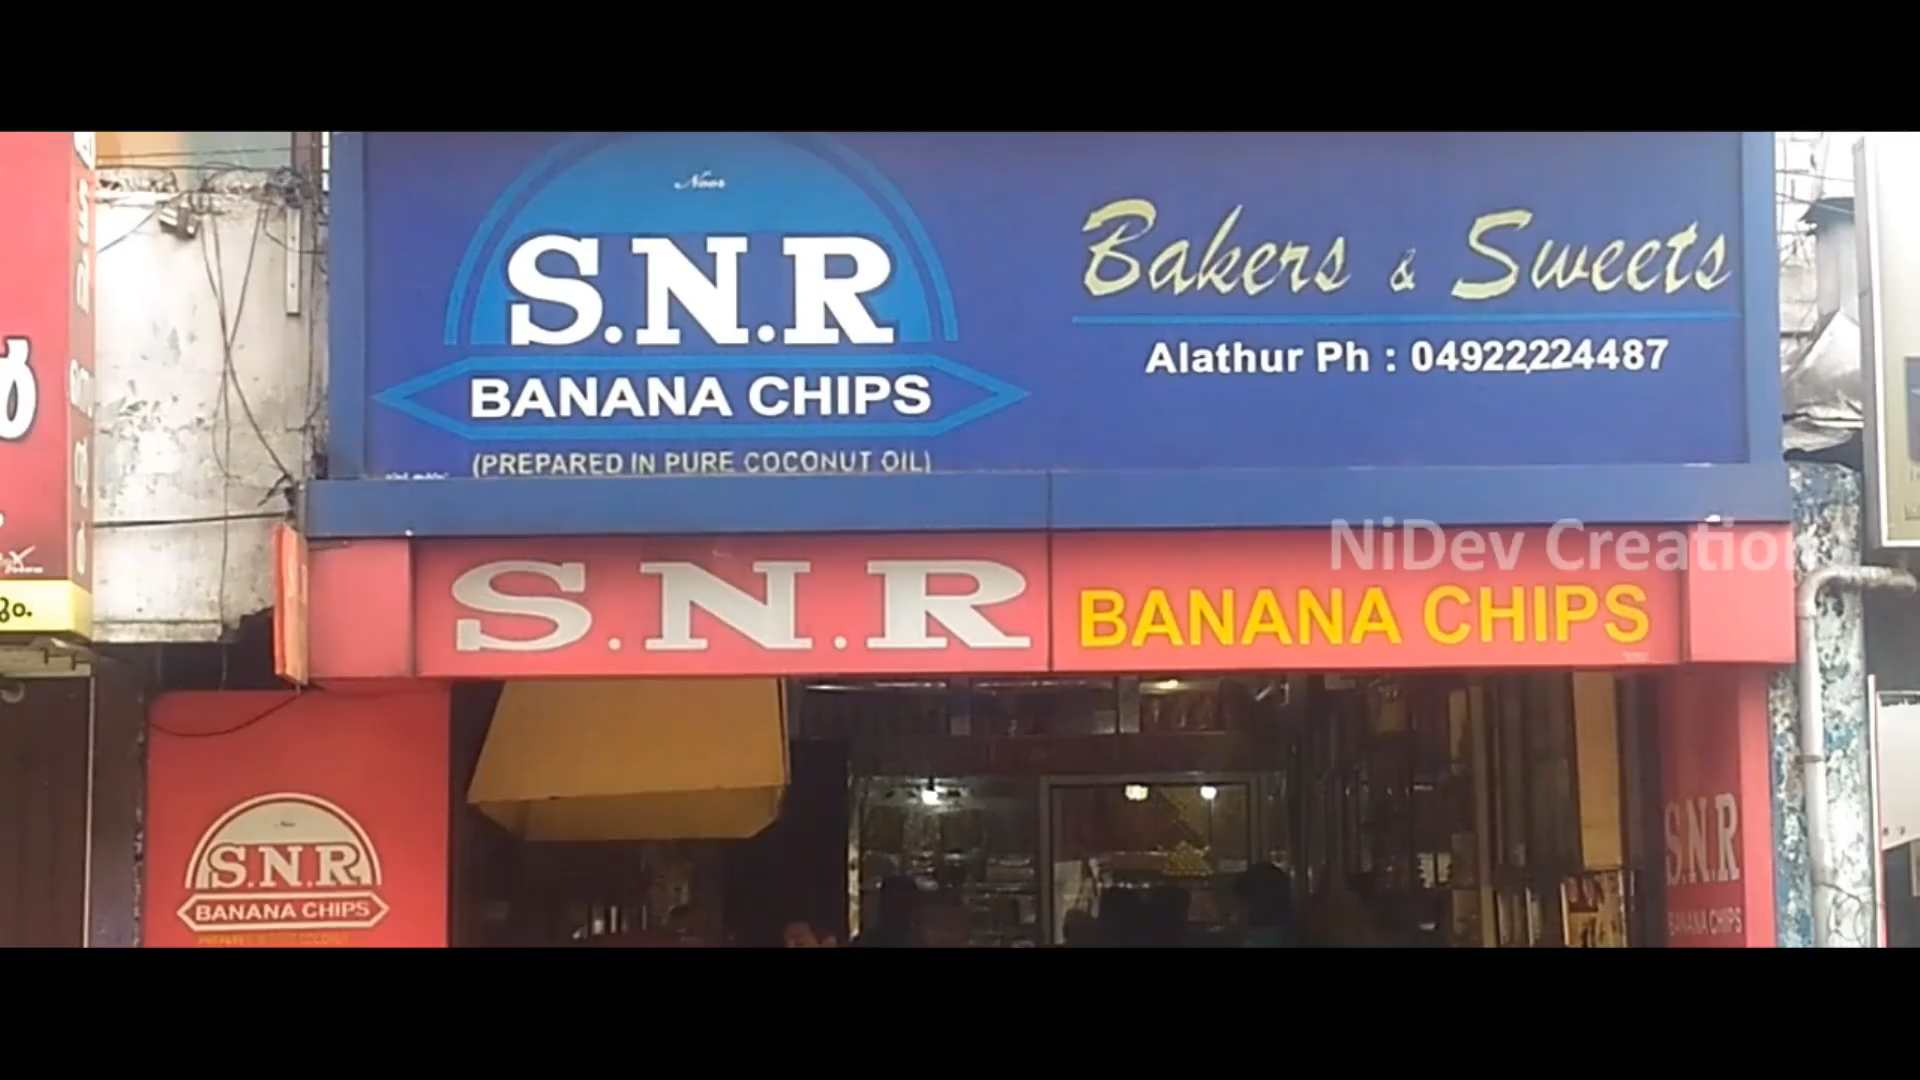 Noor
S.N.R
BANANA CHIPS
(PREPARED IN PURE COCONUT OIL)
Bakers & Sweets
Alathur Ph : 04922224487
NiDev Creation
S.N.R BANANA CHIPS
S.N.R
BANANA CHIPS
S.N.R
BANANA CHIPS